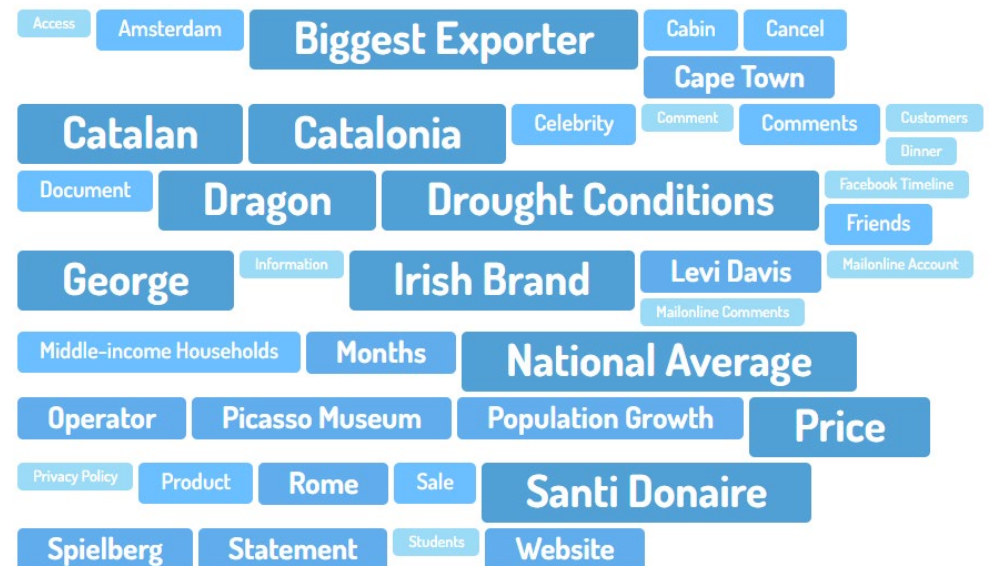 Access Amsterdam Biggest Exporter Cabin Cancel
Cape Town
Catalan Catalonia Celebrity Comment Comments Customers
Dinner
Document Dragon Drought Conditions Facebook Timeline
Friends
George Information Irish Brand Levi Davis Mailonline Account
Mailonline Comments
Middle-income Households Months National Average
Operator Picasso Museum Population Growth Price
Privacy Policy Product Rome Sale Santi Donaire
Spielberg Statement Students Website